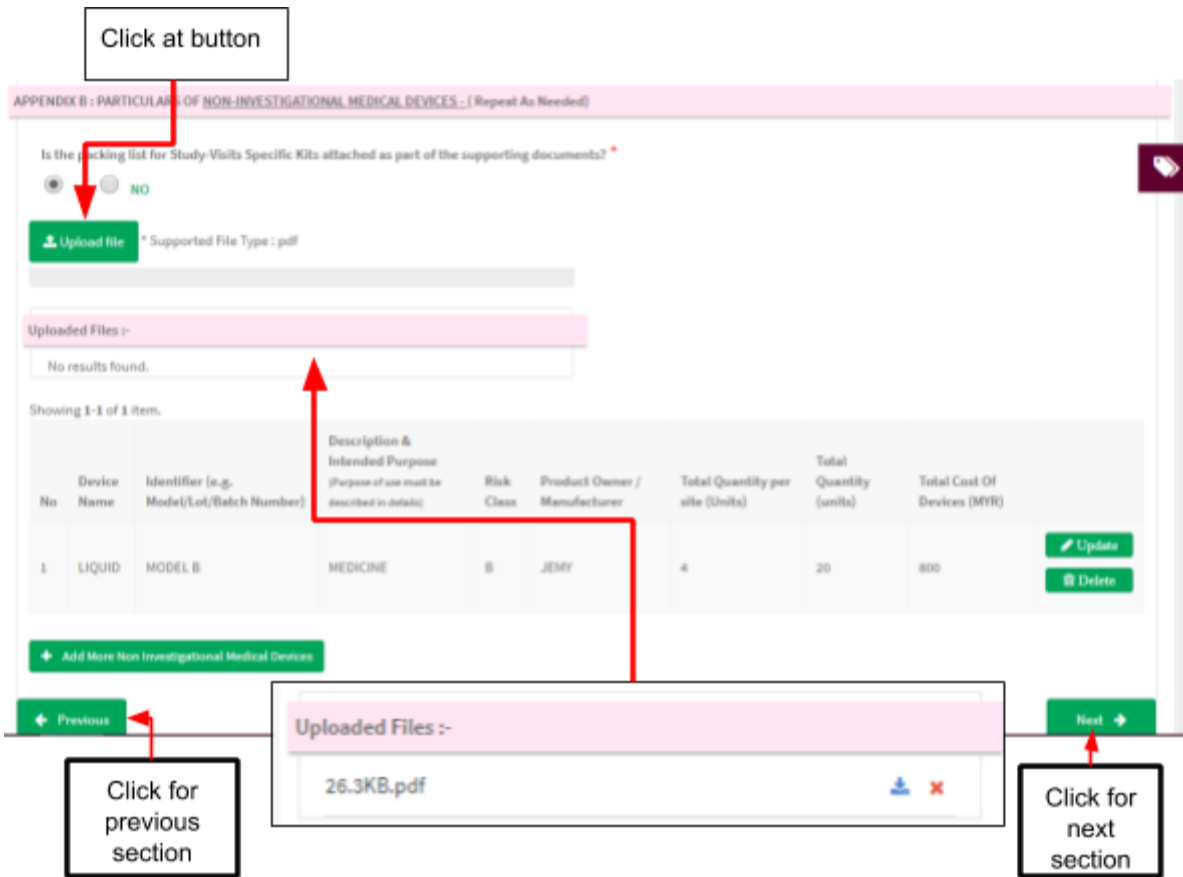 Click at button
APPENDIX B : PARTICULARS OF NON-INVESTIGATIONAL MEDICAL DEVICES - ( Repeat As Needed)
Is the packing list for Study-Visits Specific Kits attached as part of the supporting documents? *
NO
Upload file * Supported File Type : pdf
Uploaded Files :-
No results found.
Showing 1-1 of 1 item.
No
Device
Name
Identifier (e.g.
Model/Lot/Batch Number)
Description &
Intended Purpose
(Purpose of use must be
described in details)
Risk
Class
Product Owner /
Manufacturer
Total Quantity per
site (Units)
Total
Quantity
(units)
Total Cost Of
Devices (MYR)
1 LIQUID MODEL B MEDICINE B JEMY 4 20 800
Update
Delete
Add More Non Investigational Medical Devices
Previous
Next
Uploaded Files :-
26.3KB.pdf
Click for
previous
section
Click for
next
section